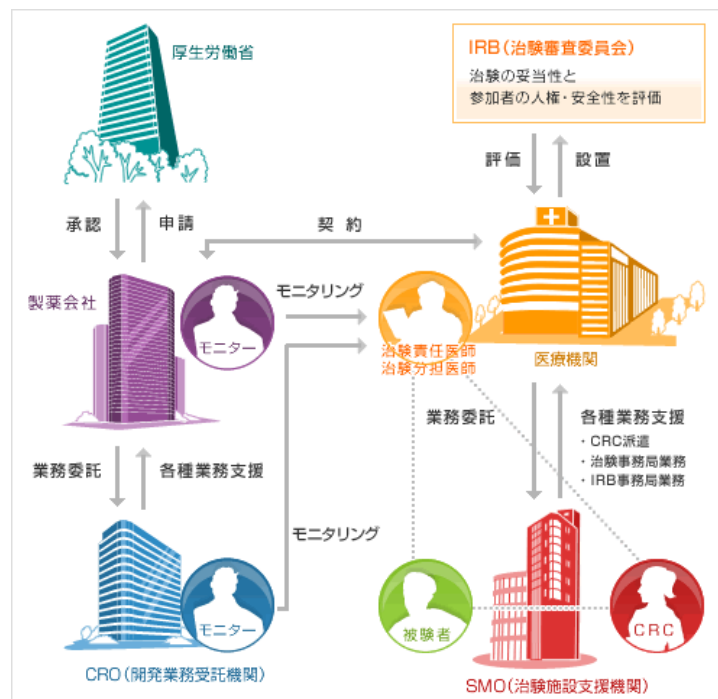 厚生労働省
IRB(治験審査委員会)
治験の妥当性と
参加者の人権・安全性を評価
評価
設置
承認
申請
契約
製薬会社
モニター
モニタリング
治験責任医師
治験分担医師
医療機関
業務委託
各種業務支援
・CRC派遣
・治験事務局業務
・IRB事務局業務
業務委託
各種業務支援
モニタリング
モニター
被験者
CRC
CRO(開発業務受託機関)
SMO(治験施設支援機関)